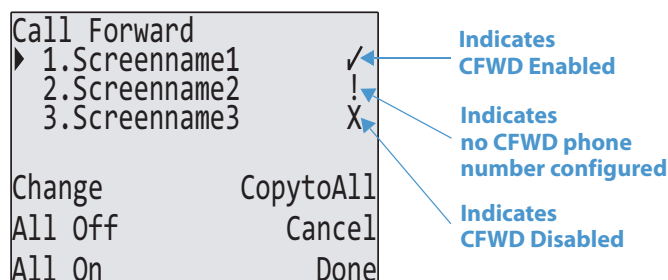 Call Forward
1.Screenname1 ✓
2.Screenname2 !
3.Screenname3 X
Change CopytoAll
All Off Cancel
All On Done
Indicates
CFWD Enabled
Indicates
no CFWD phone
number configured
Indicates
CFWD Disabled